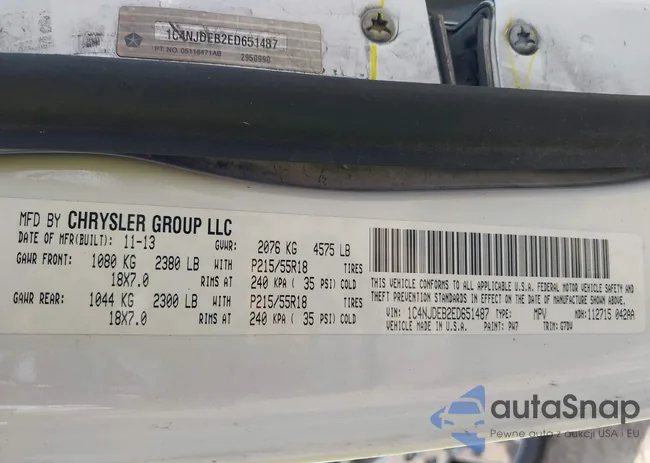 1C4NJDEB2ED651487
PT NO. 05116471AB 2950890
MFD BY CHRYSLER GROUP LLC
DATE OF MFR(BUILT): 11-13 GVWR: 2076 KG 4575 LB
GAWR FRONT: 1080 KG 2380 LB WITH P215/55R18 TIRES
18X7.0 RIMS AT 240 KPA ( 35 PSI) COLD
GAWR REAR: 1044 KG 2300 LB WITH P215/55R18 TIRES
18X7.0 RIMS AT 240 KPA ( 35 PSI) COLD
THIS VEHICLE CONFORMS TO ALL APPLICABLE U.S.A. FEDERAL MOTOR VEHICLE SAFETY AND
THEFT PREVENTION STANDARDS IN EFFECT ON THE DATE OF MANUFACTURE SHOWN ABOVE.
VIN: 1C4NJDEB2ED651487 TYPE: MPV MDH: 112715 042AA
VEHICLE MADE IN U.S.A. PAINT: PW7 TRIM: G7DV
autaSnap
Pewne auta z aukcji USA i EU